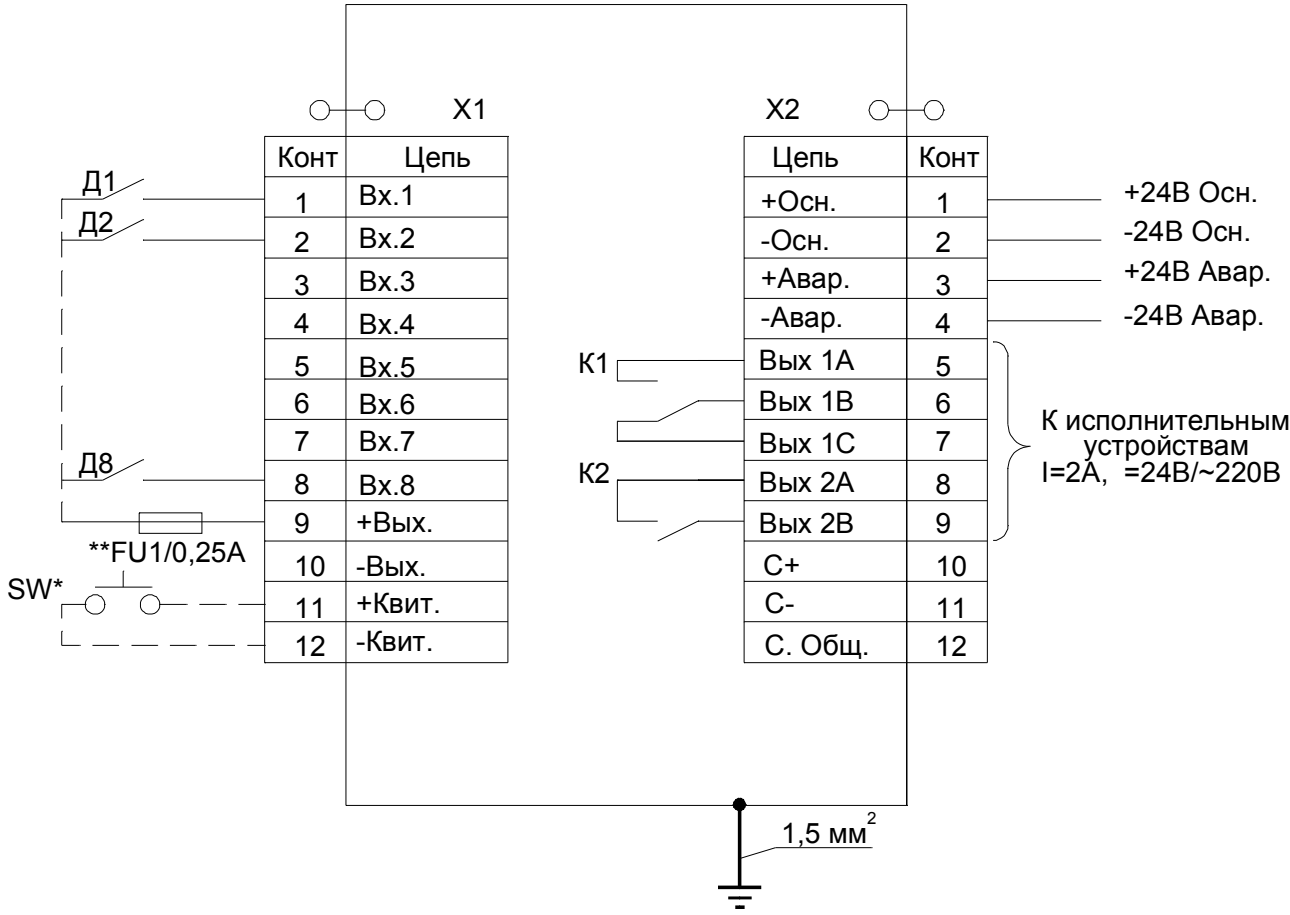 X1
Конт Цепь
Д1
1 Вх.1
Д2
2 Вх.2
3 Вх.3
4 Вх.4
5 Вх.5
6 Вх.6
7 Вх.7
Д8
8 Вх.8
9 +Вых.
**FU1/0,25А
10 -Вых.
SW*
11 +Квит.
12 -Квит.
X2
Цепь Конт
+Осн. 1 +24В Осн.
-Осн. 2 -24В Осн.
+Авар. 3 +24В Авар.
-Авар. 4 -24В Авар.
К1
Вых 1А 5
Вых 1В 6
Вых 1С 7
К2
Вых 2А 8
Вых 2В 9
К исполнительным
устройствам
I=2А, =24В/~220В
С+ 10
С- 11
С. Общ. 12
1,5 мм²